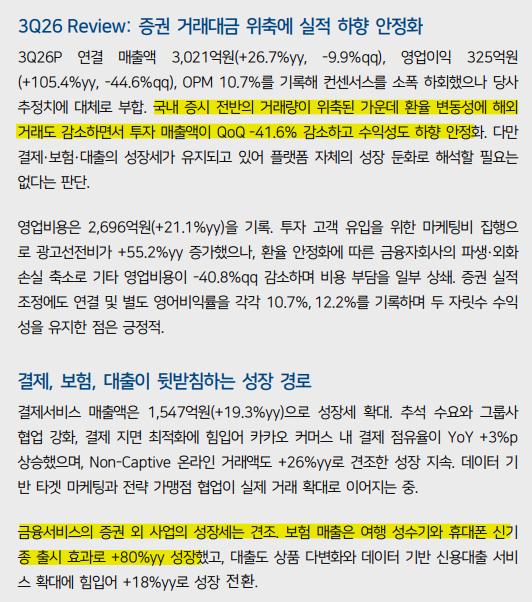 3Q26 Review: 증권 거래대금 위축에 실적 하향 안정화
3Q26P 연결 매출액 3,021억원(+26.7%yy, -9.9%qq), 영업이익 325억원
(+105.4%yy, -44.6%qq), OPM 10.7%를 기록해 컨센서스를 소폭 하회했으나 당사
추정치에 대체로 부합. 국내 증시 전반의 거래량이 위축된 가운데 환율 변동성에 해외
거래도 감소하면서 투자 매출액이 QoQ -41.6% 감소하고 수익성도 하향 안정화. 다만
결제·보험·대출의 성장세가 유지되고 있어 플랫폼 자체의 성장 둔화로 해석할 필요는
없다는 판단.
영업비용은 2,696억원(+21.1%yy)을 기록. 투자 고객 유입을 위한 마케팅비 집행으
로 광고선전비가 +55.2%yy 증가했으나, 환율 안정화에 따른 금융자회사의 파생·외화
손실 축소로 기타 영업비용이 -40.8%qq 감소하며 비용 부담을 일부 상쇄. 증권 실적
조정에도 연결 및 별도 영어비익률을 각각 10.7%, 12.2%를 기록하며 두 자릿수 수익
성을 유지한 점은 긍정적.
결제, 보험, 대출이 뒷받침하는 성장 경로
결제서비스 매출액은 1,547억원(+19.3%yy)으로 성장세 확대. 추석 수요와 그룹사
협업 강화, 결제 지면 최적화에 힘입어 카카오 커머스 내 결제 점유율이 YoY +3%p
상승했으며, Non-Captive 온라인 거래액도 +26%yy로 견조한 성장 지속. 데이터 기
반 타겟 마케팅과 전략 가맹점 협업이 실제 거래 확대로 이어지는 중.
금융서비스의 증권 외 사업의 성장세는 견조. 보험 매출은 여행 성수기와 휴대폰 신기
종 출시 효과로 +80%yy 성장했고, 대출도 상품 다변화와 데이터 기반 신용대출 서비
스 확대에 힘입어 +18%yy로 성장 전환.